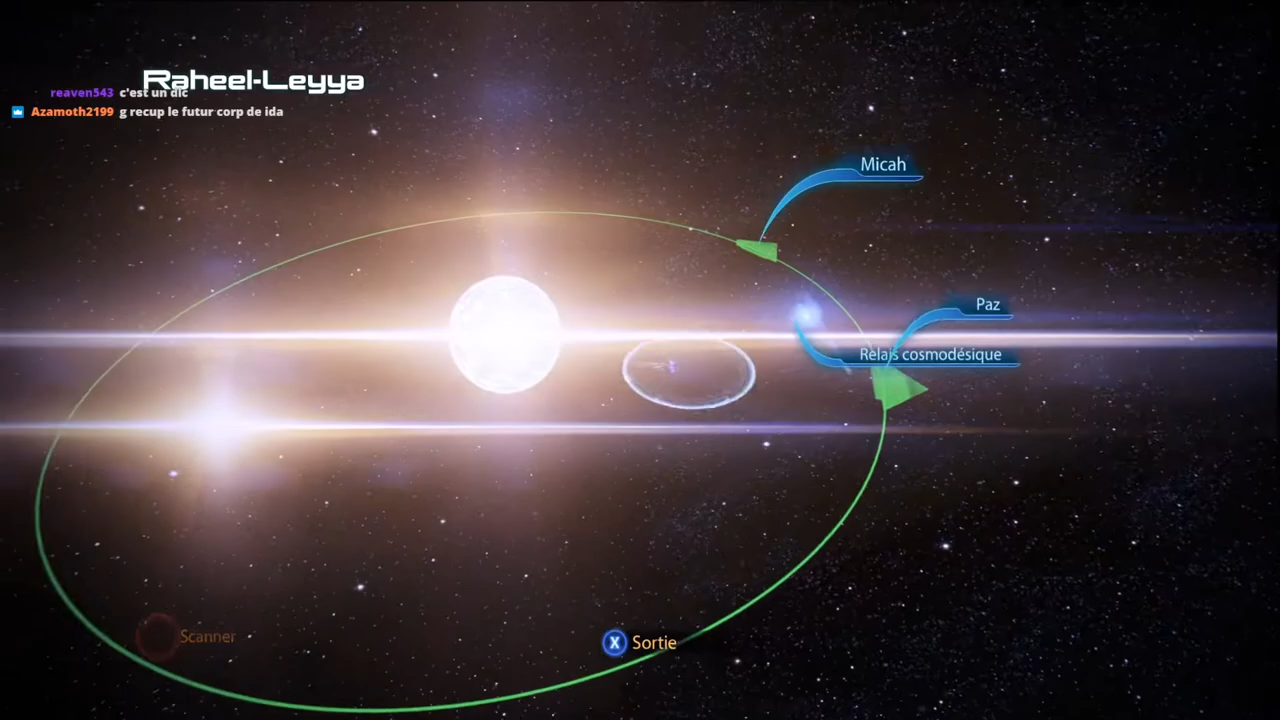 Raheel-Leyya
reaven543 c'est un dlc
Azamoth2199 g recup le futur corp de ida
Micah
Paz
Relais cosmodésique
Scanner
X Sortie